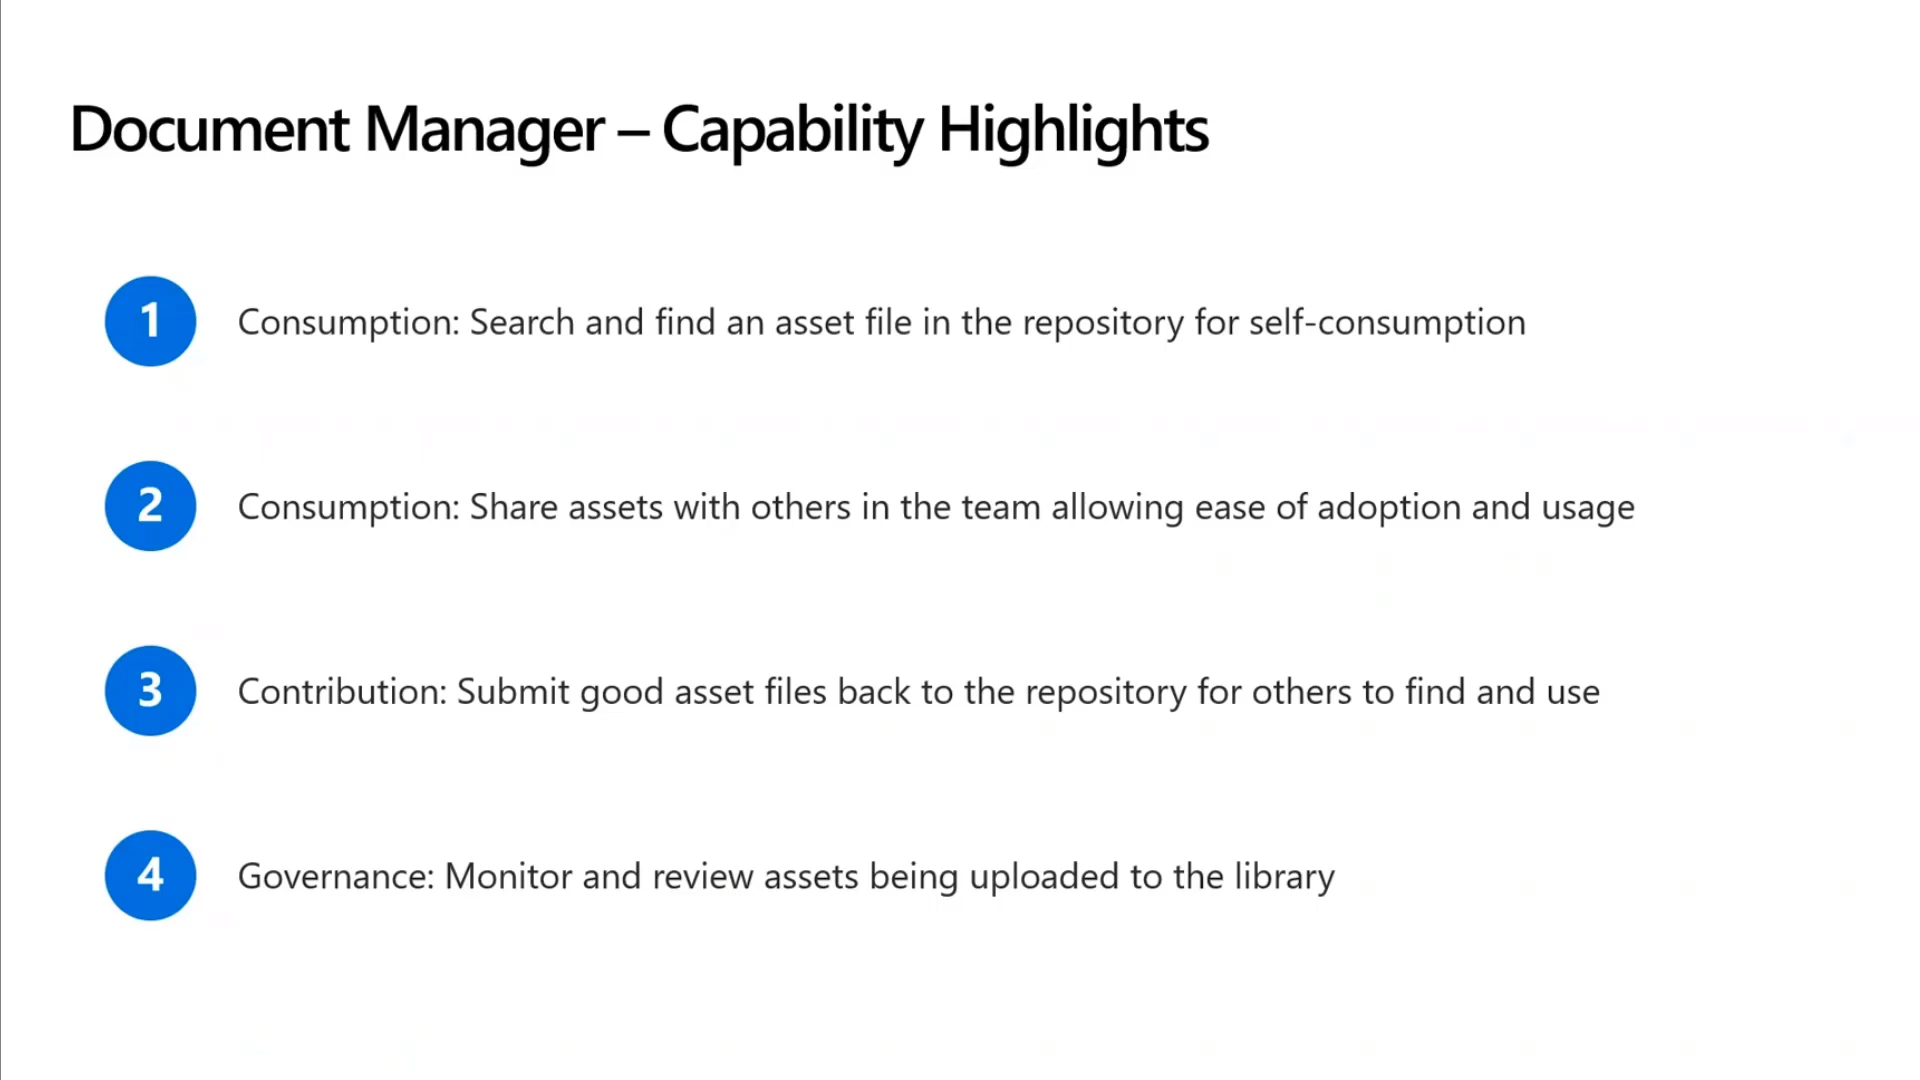 Document Manager – Capability Highlights
1 Consumption: Search and find an asset file in the repository for self-consumption
2 Consumption: Share assets with others in the team allowing ease of adoption and usage
3 Contribution: Submit good asset files back to the repository for others to find and use
4 Governance: Monitor and review assets being uploaded to the library